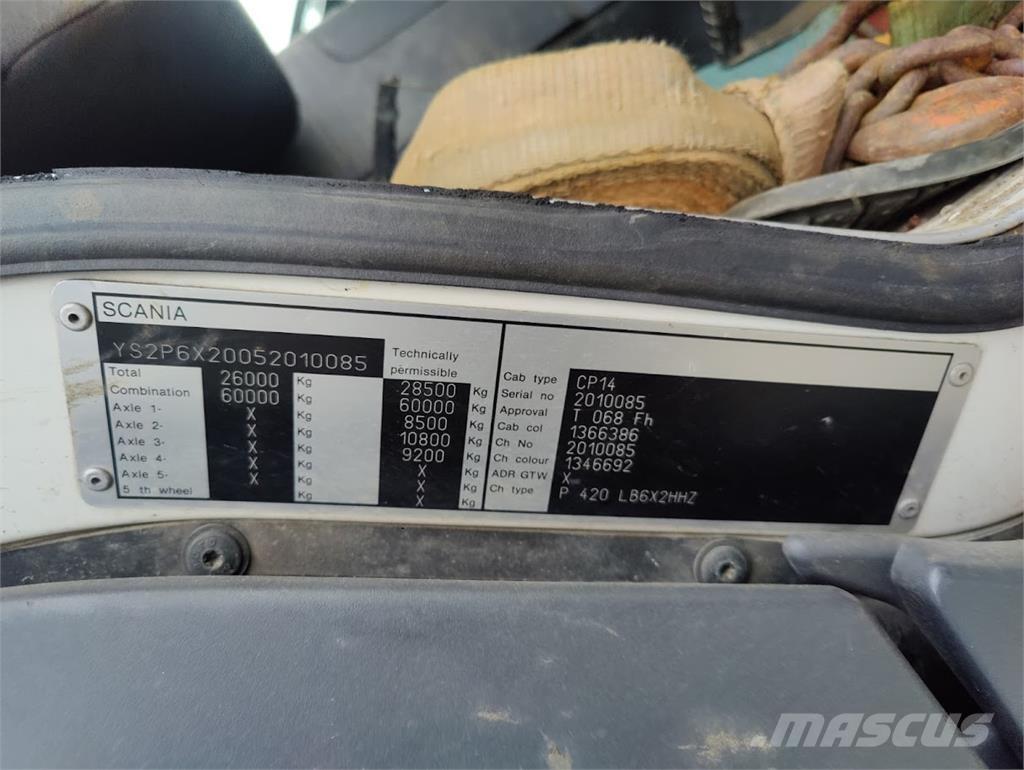 SCANIA
YS2P6X20052010085
Technically permissible
Total 26000 Kg 28500 Kg
Combination 60000 Kg 60000 Kg
Axle 1- X Kg 8500 Kg
Axle 2- X Kg 10800 Kg
Axle 3- X Kg 9200 Kg
Axle 4- X Kg X Kg
Axle 5- X Kg X Kg
5 th wheel Kg X Kg
Cab type CP14
Serial no 2010085
Approval T 068 Fh
Cab col 1366386
Ch No 2010085
Ch colour 1346692
ADR GTW X
Ch type P 420 LB6X2HHZ
MASCUS